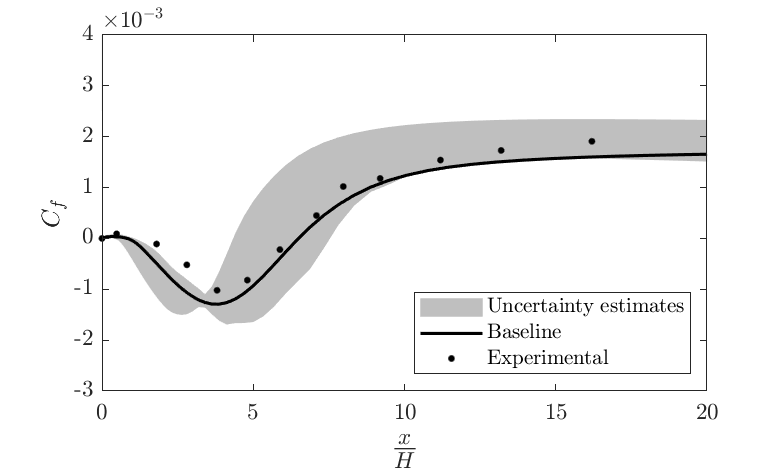 ×10⁻³
4
3
2
1
0
-1
-2
-3
C_f
0 5 10 15 20
x
H
Uncertainty estimates
Baseline
Experimental